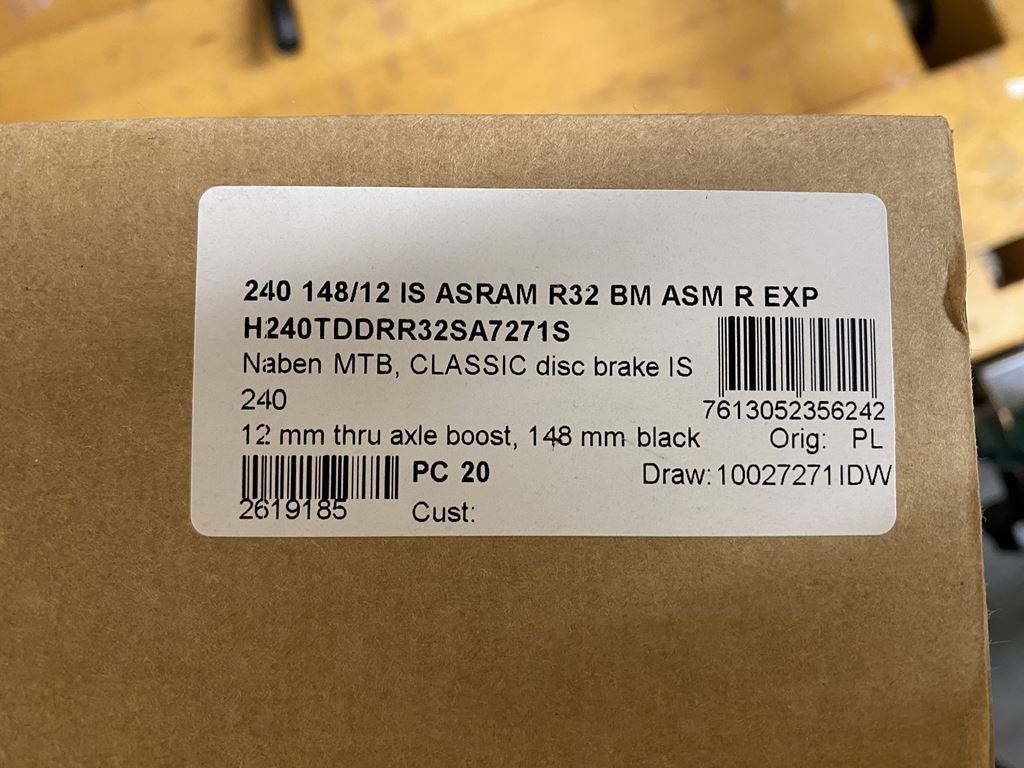 240 148/12 IS ASRAM R32 BM ASM R EXP
H240TDDRR32SA7271S
Naben MTB, CLASSIC disc brake IS
240
7613052356242
12 mm thru axle boost, 148 mm black Orig: PL
PC 20 Draw: 10027271IDW
2619185 Cust: